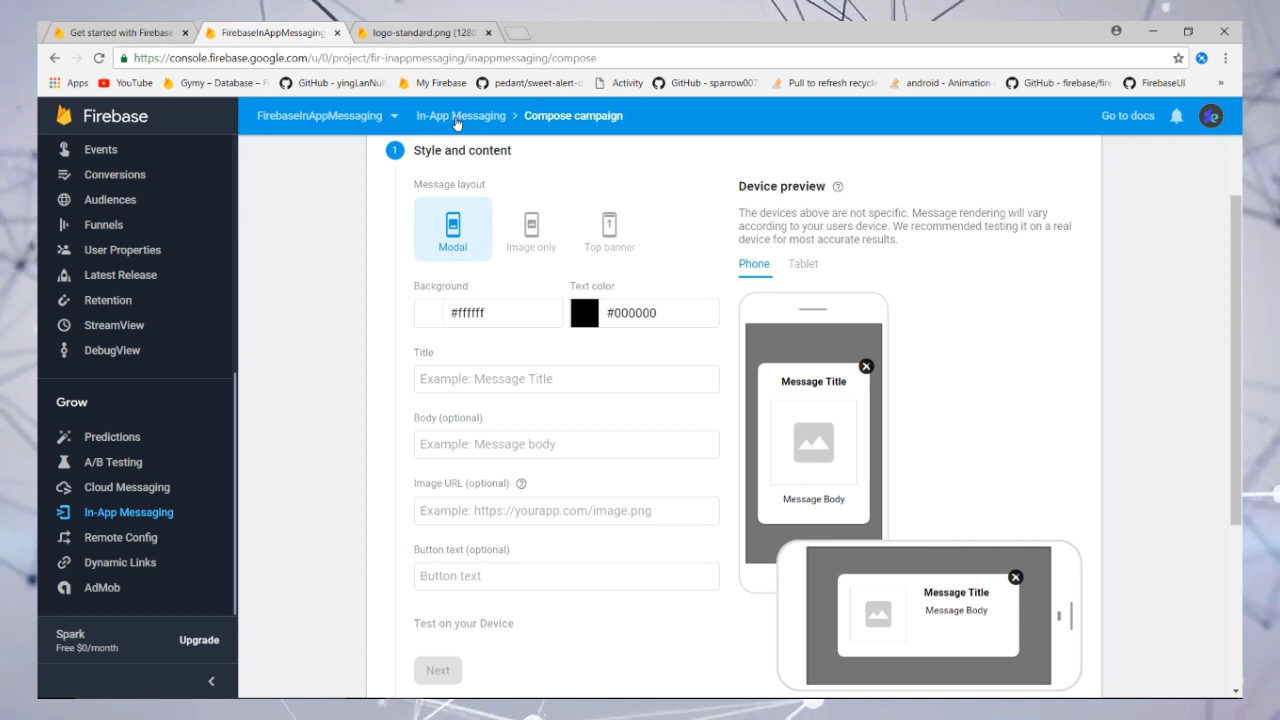 Get started with Firebase
FirebaseInAppMessaging
logo-standard.png (1280
https://console.firebase.google.com/u/0/project/fir-inappmessaging/inappmessaging/compose
Apps
YouTube
Gymy – Database – Fi
GitHub - yingLanNull
My Firebase
pedant/sweet-alert-d
Activity
GitHub - sparrow007
Pull to refresh recycle
android - Animation
GitHub - firebase/fire
FirebaseUI
»
Firebase
FirebaseInAppMessaging
In-App Messaging
Compose campaign
Go to docs
Events
Conversions
Audiences
Funnels
User Properties
Latest Release
Retention
StreamView
DebugView
Grow
Predictions
A/B Testing
Cloud Messaging
In-App Messaging
Remote Config
Dynamic Links
AdMob
Spark
Free $0/month
Upgrade
1
Style and content
Message layout
Modal
Image only
Top banner
Background
Text color
#ffffff
#000000
Title
Example: Message Title
Body (optional)
Example: Message body
Image URL (optional)
Example: https://yourapp.com/image.png
Button text (optional)
Button text
Test on your Device
Next
Device preview
The devices above are not specific. Message rendering will vary
according to your users device. We recommended testing it on a real
device for most accurate results.
Phone
Tablet
Message Title
Message Body
Message Title
Message Body